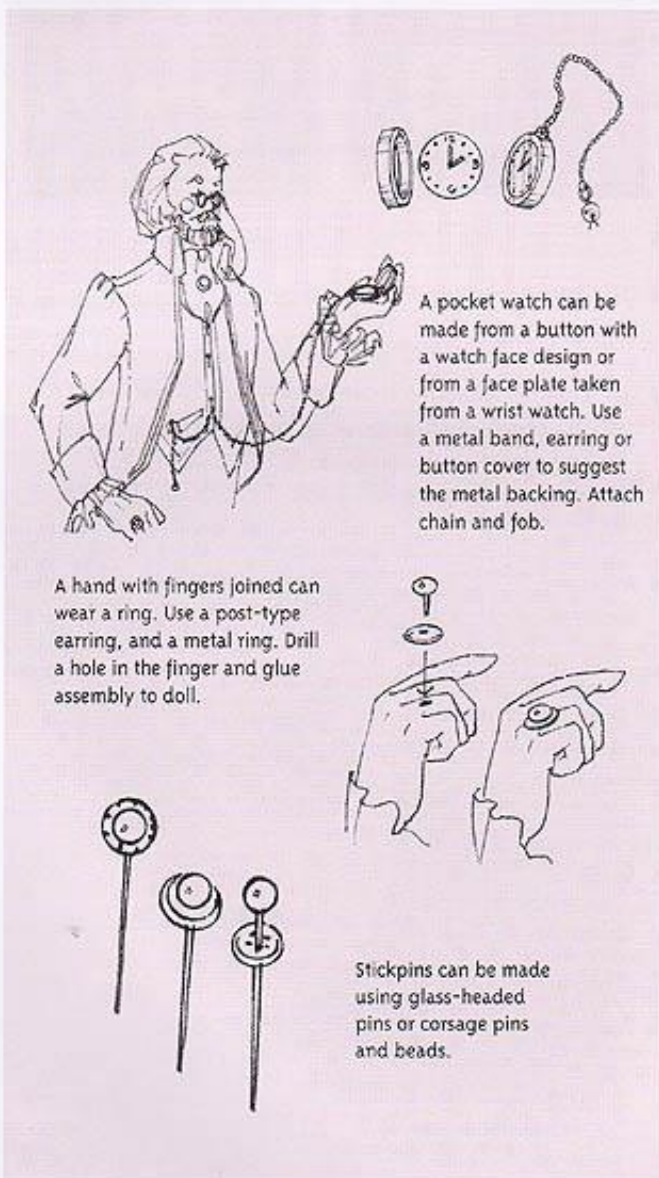 A pocket watch can be
made from a button with
a watch face design or
from a face plate taken
from a wrist watch. Use
a metal band, earring or
button cover to suggest
the metal backing. Attach
chain and fob.
A hand with fingers joined can
wear a ring. Use a post-type
earring, and a metal ring. Drill
a hole in the finger and glue
assembly to doll.
Stickpins can be made
using glass-headed
pins or corsage pins
and beads.